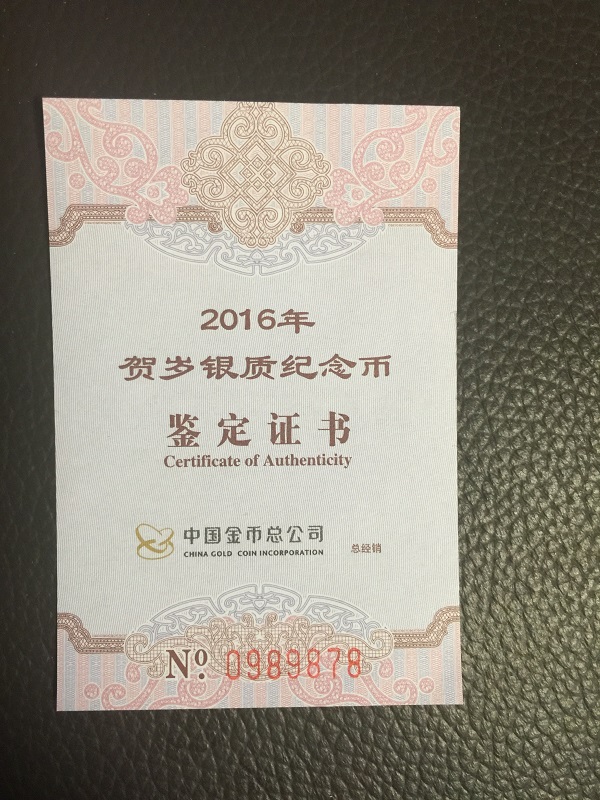 2016年
贺岁银质纪念币
鉴定证书
Certificate of Authenticity
中国金币总公司
CHINA GOLD COIN INCORPORATION
总经销
Nº. 0989878